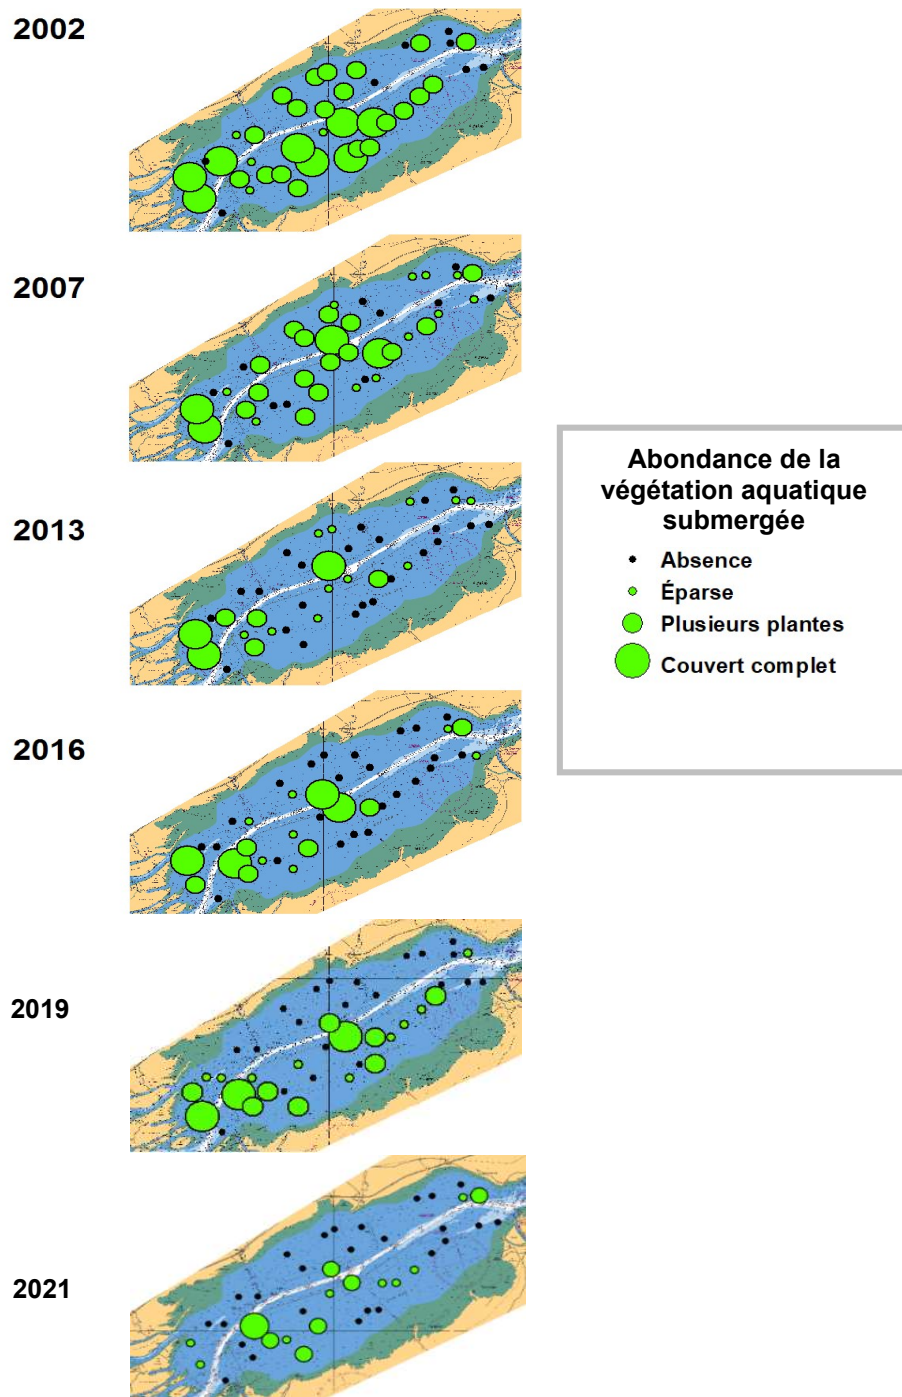 2002
2007
2013
2016
2019
2021
Abondance de la
végétation aquatique
submergée
Absence
Éparse
Plusieurs plantes
Couvert complet